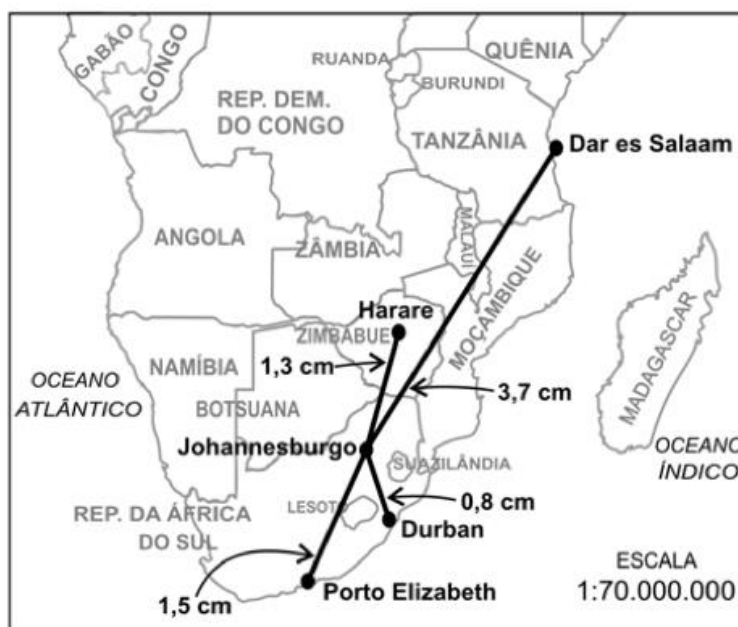 GABÃO
CONGO
RUANDA
QUÊNIA
BURUNDI
REP. DEM.
DO CONGO
TANZÂNIA
Dar es Salaam
ANGOLA
ZÂMBIA
MALAUÍ
MOÇAMBIQUE
Harare
ZIMBÁBUE
MADAGASCAR
NAMÍBIA
1,3 cm
OCEANO
ATLÂNTICO
BOTSUANA
3,7 cm
Johannesburgo
SUAZILÂNDIA
OCEANO
ÍNDICO
REP. DA ÁFRICA
DO SUL
LESOTO
0,8 cm
Durban
ESCALA
1:70.000.000
1,5 cm
Porto Elizabeth